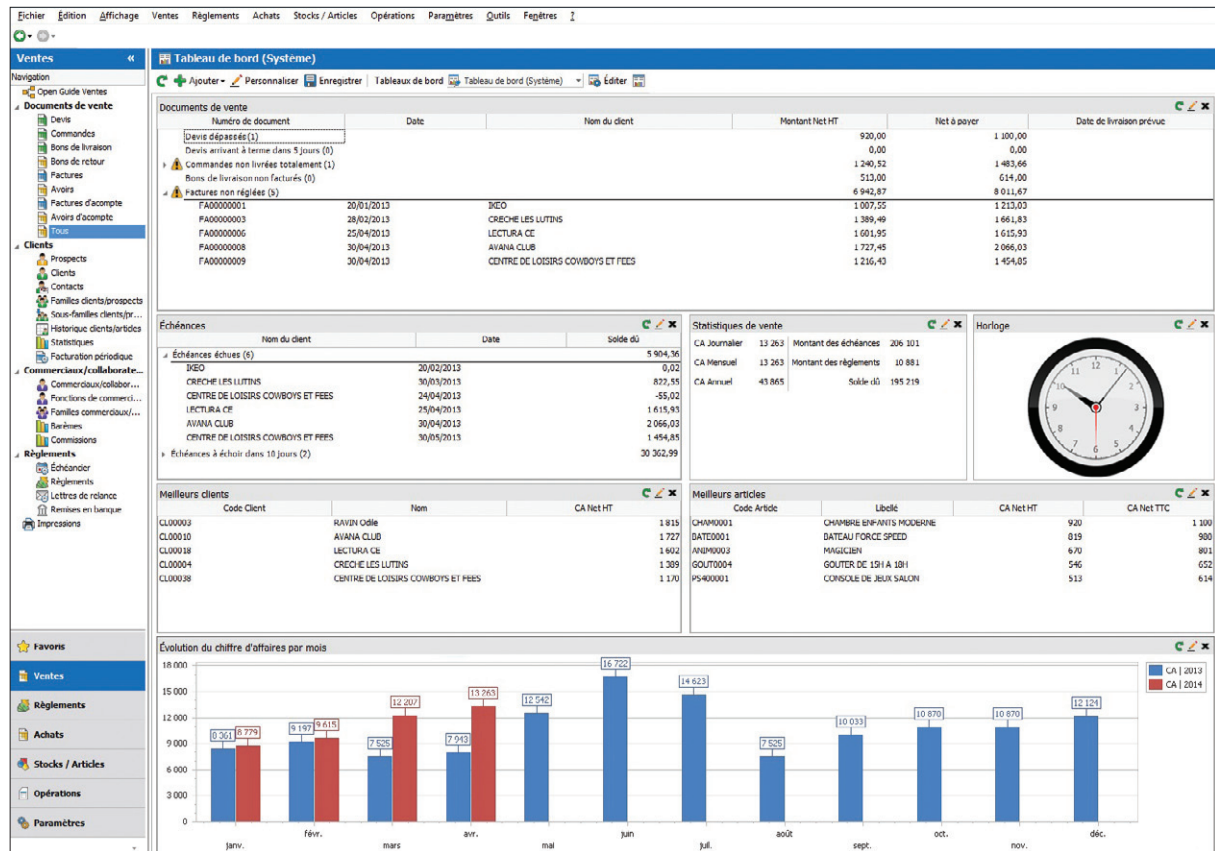 Fichier Édition Affichage Ventes Règlements Achats Stocks / Articles Opérations Paramètres Outils Fenêtres ?
Ventes «
Navigation
Open Guide Ventes
Documents de vente
Devis
Commandes
Bons de livraison
Bons de retour
Factures
Avoirs
Factures d'acompte
Avoirs d'acompte
Tous
Clients
Prospects
Clients
Contacts
Familles clients/prospects
Sous-familles clients/pr...
Historique clients/articles
Statistiques
Facturation périodique
Commerciaux/collaborate...
Commerciaux/collabor...
Fonctions de commerci...
Familles commerciaux/...
Barèmes
Commissions
Règlements
Échéancier
Règlements
Lettres de relance
Remises en banque
Impressions
Favoris
Ventes
Règlements
Achats
Stocks / Articles
Opérations
Paramètres
Tableau de bord (Système)
Ajouter Personnaliser Enregistrer Tableaux de bord Tableau de bord (Système) Éditer
Documents de vente
Numéro de document Date Nom du client Montant Net HT Net à payer Date de livraison prévue
Devis dépassés (1) 920,00 1 100,00
Devis arrivant à terme dans 5 jours (0) 0,00 0,00
Commandes non livrées totalement (1) 1 240,52 1 483,66
Bons de livraison non facturés (0) 513,00 614,00
Factures non réglées (5) 6 942,87 8 011,67
FA00000001 20/01/2013 IKEO 1 007,55 1 213,03
FA00000003 28/02/2013 CRECHE LES LUTINS 1 389,49 1 661,83
FA00000006 25/04/2013 LECTURA CE 1 601,95 1 615,93
FA00000008 30/04/2013 AVANA CLUB 1 727,45 2 066,03
FA00000009 30/04/2013 CENTRE DE LOISIRS COWBOYS ET FEES 1 216,43 1 454,85
Échéances
Nom du client Date Solde dû
Échéances échues (6) 5 904,36
IKEO 20/02/2013 0,02
CRECHE LES LUTINS 30/03/2013 822,55
CENTRE DE LOISIRS COWBOYS ET FEES 24/04/2013 -55,02
LECTURA CE 25/04/2013 1 615,93
AVANA CLUB 30/04/2013 2 066,03
CENTRE DE LOISIRS COWBOYS ET FEES 30/05/2013 1 454,85
Échéances à échoir dans 10 jours (2) 30 362,99
Statistiques de vente
CA Journalier 13 263 Montant des échéances 206 101
CA Mensuel 13 263 Montant des règlements 10 881
CA Annuel 43 865 Solde dû 195 219
Horloge
12 1 2 3 4 5 6 7 8 9 10 11
Meilleurs clients
Code Client Nom CA Net HT
CL00003 RAVIN Odile 1 815
CL00010 AVANA CLUB 1 727
CL00018 LECTURA CE 1 602
CL00004 CRECHE LES LUTINS 1 389
CL00038 CENTRE DE LOISIRS COWBOYS ET FEES 1 170
Meilleurs articles
Code Article Libellé CA Net HT CA Net TTC
CHAM0001 CHAMBRE ENFANTS MODERNE 920 1 100
BATE0001 BATEAU FORCE SPEED 819 980
ANIM0003 MAGICIEN 670 801
GOUT0004 GOUTER DE 15H A 18H 546 652
PS400001 CONSOLE DE JEUX SALON 513 614
Évolution du chiffre d'affaires par mois
18 000
15 000
12 000
9 000
6 000
3 000
0
8 361 8 779 9 197 9 615 7 525 12 207 7 943 13 263 12 542 16 722 14 623 7 525 10 033 10 870 10 870 12 124
janv. févr. mars avr. mai juin juil. août sept. oct. nov. déc.
CA | 2013
CA | 2014